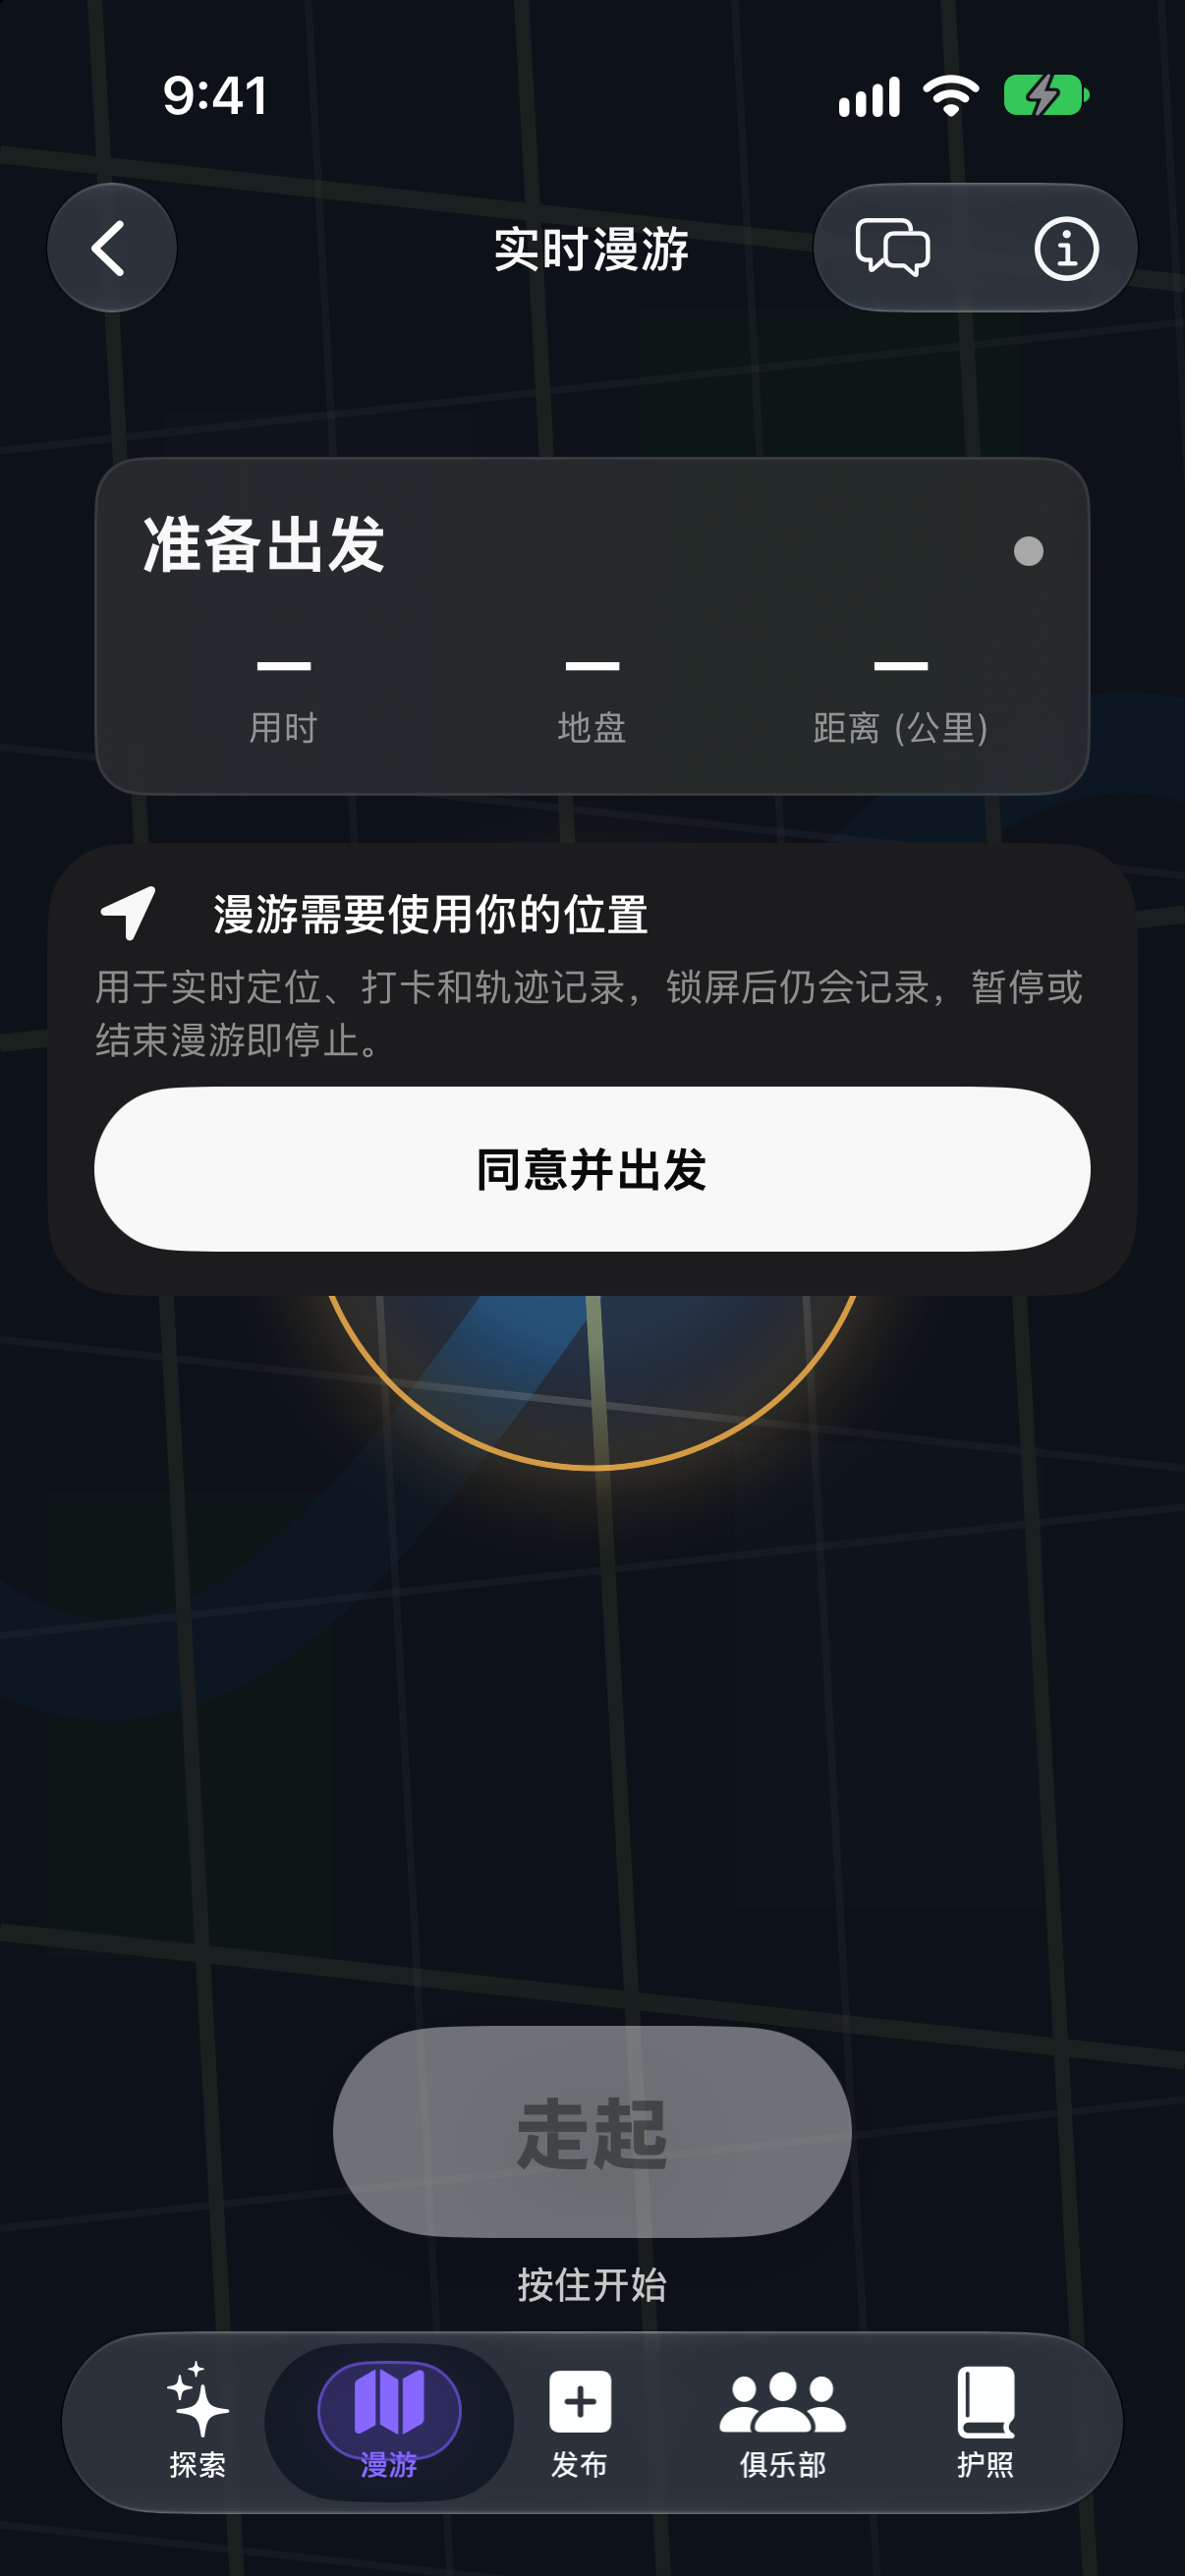 9:41
实时漫游
准备出发
— — —
用时 地盘 距离 (公里)
漫游需要使用你的位置
用于实时定位、打卡和轨迹记录，锁屏后仍会记录，暂停或
结束漫游即停止。
同意并出发
走起
按住开始
探索 漫游 发布 俱乐部 护照